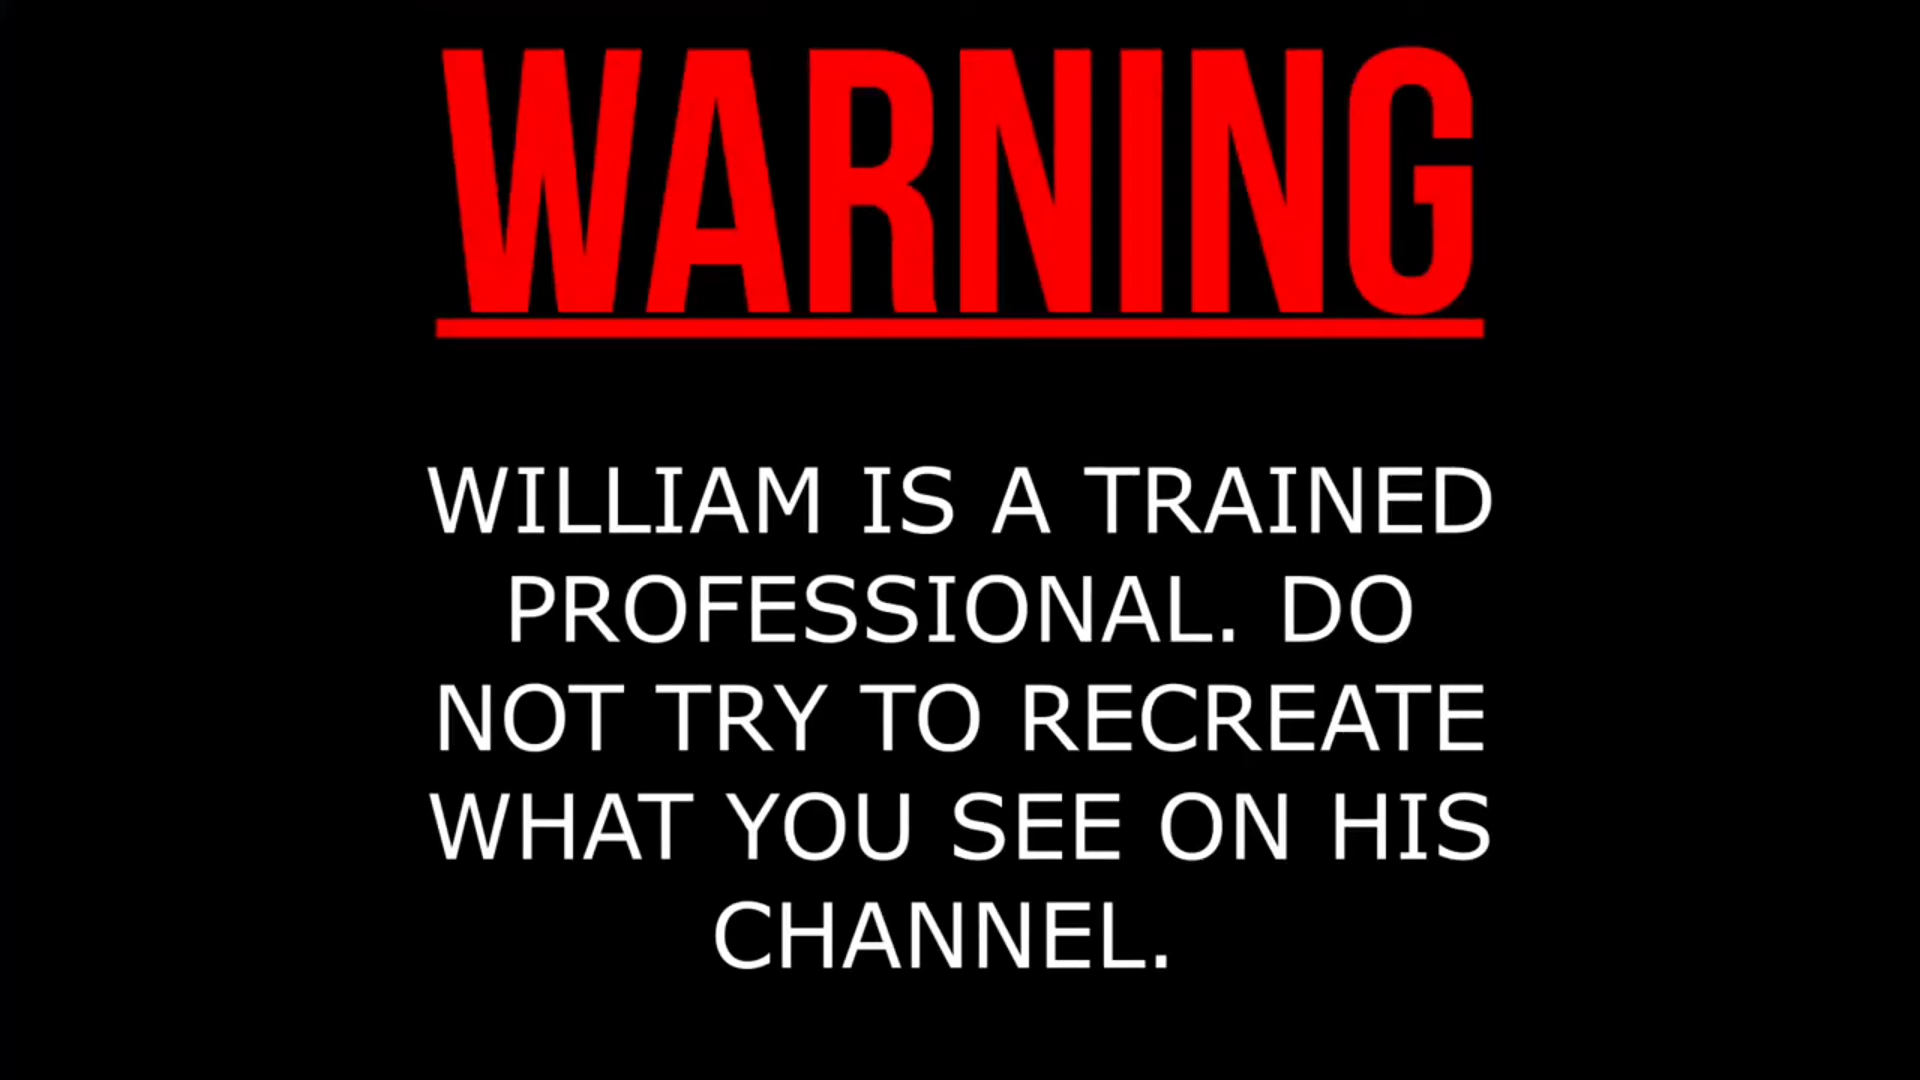 WARNING
WILLIAM IS A TRAINED
PROFESSIONAL. DO
NOT TRY TO RECREATE
WHAT YOU SEE ON HIS
CHANNEL.